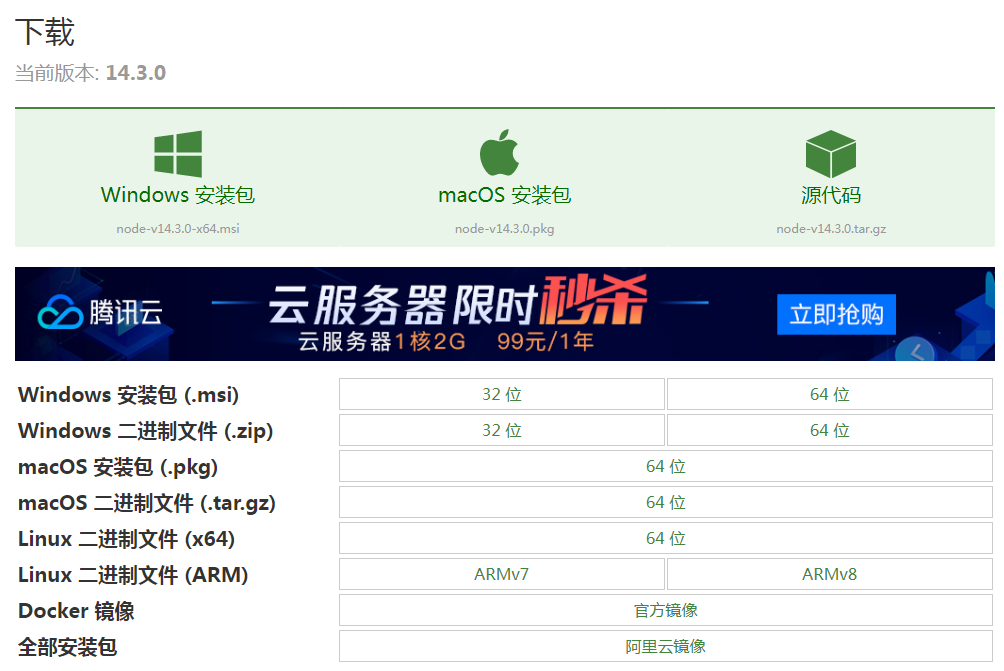 下载
当前版本: 14.3.0
Windows 安装包
macOS 安装包
源代码
node-v14.3.0-x64.msi
node-v14.3.0.pkg
node-v14.3.0.tar.gz
腾讯云
云服务器限时秒杀
立即抢购
云服务器1核2G 99元/1年
Windows 安装包 (.msi) 32 位 64 位
Windows 二进制文件 (.zip) 32 位 64 位
macOS 安装包 (.pkg) 64 位
macOS 二进制文件 (.tar.gz) 64 位
Linux 二进制文件 (x64) 64 位
Linux 二进制文件 (ARM) ARMv7 ARMv8
Docker 镜像 官方镜像
全部安装包 阿里云镜像